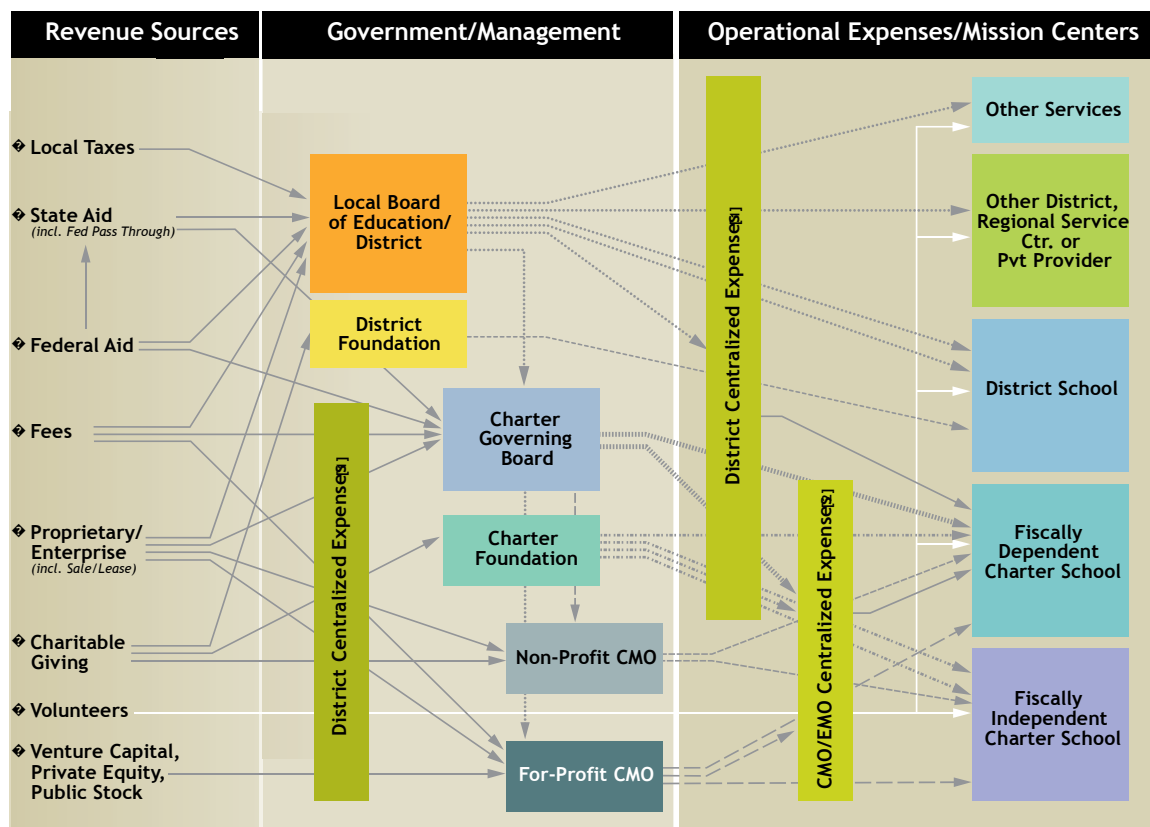 Revenue Sources
Government/Management
Operational Expenses/Mission Centers
� Local Taxes
� State Aid
(incl. Fed Pass Through)
� Federal Aid
� Fees
� Proprietary/
Enterprise
(incl. Sale/Lease)
� Charitable
Giving
� Volunteers
� Venture Capital,
Private Equity,
Public Stock
Local Board
of Education/
District
District
Foundation
Charter
Governing
Board
Charter
Foundation
Non-Profit CMO
For-Profit CMO
District Centralized Expenses
District Centralized Expenses
CMO/EMO Centralized Expenses
Other Services
Other District,
Regional Service
Ctr. or
Pvt Provider
District School
Fiscally
Dependent
Charter School
Fiscally
Independent
Charter School